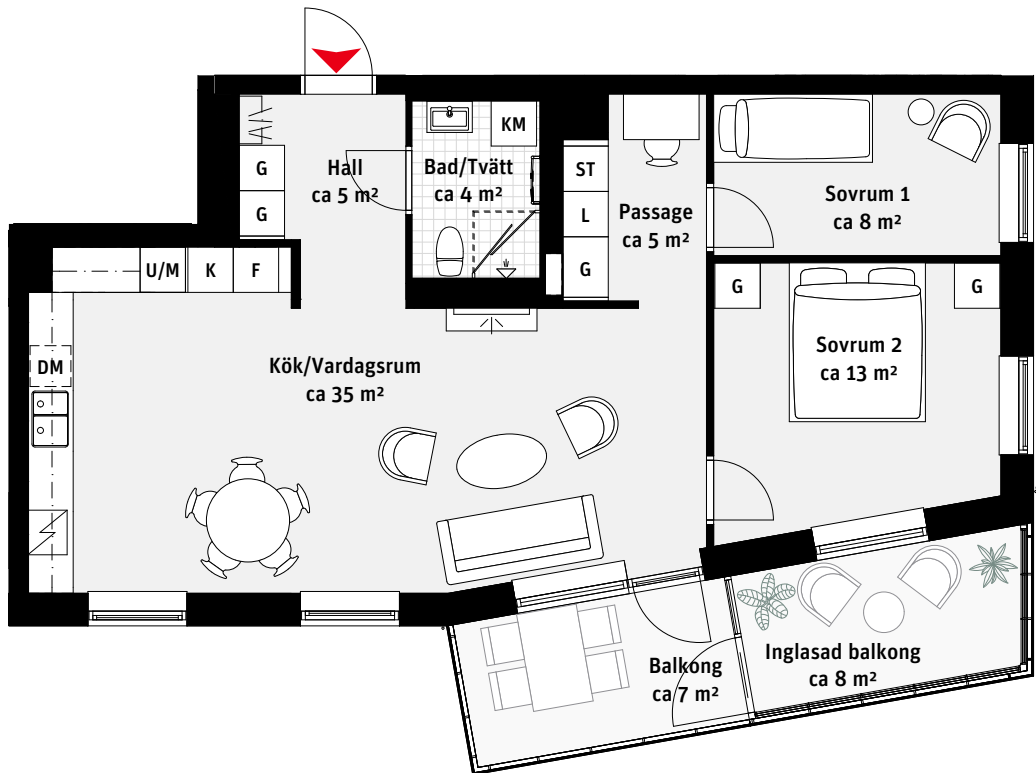 KM
G
Hall
ca 5 m²
G
Bad/Tvätt
ca 4 m²
ST
L
G
Passage
ca 5 m²
Sovrum 1
ca 8 m²
U/M
K
F
G
G
DM
Kök/Vardagsrum
ca 35 m²
Sovrum 2
ca 13 m²
Balkong
ca 7 m²
Inglasad balkong
ca 8 m²